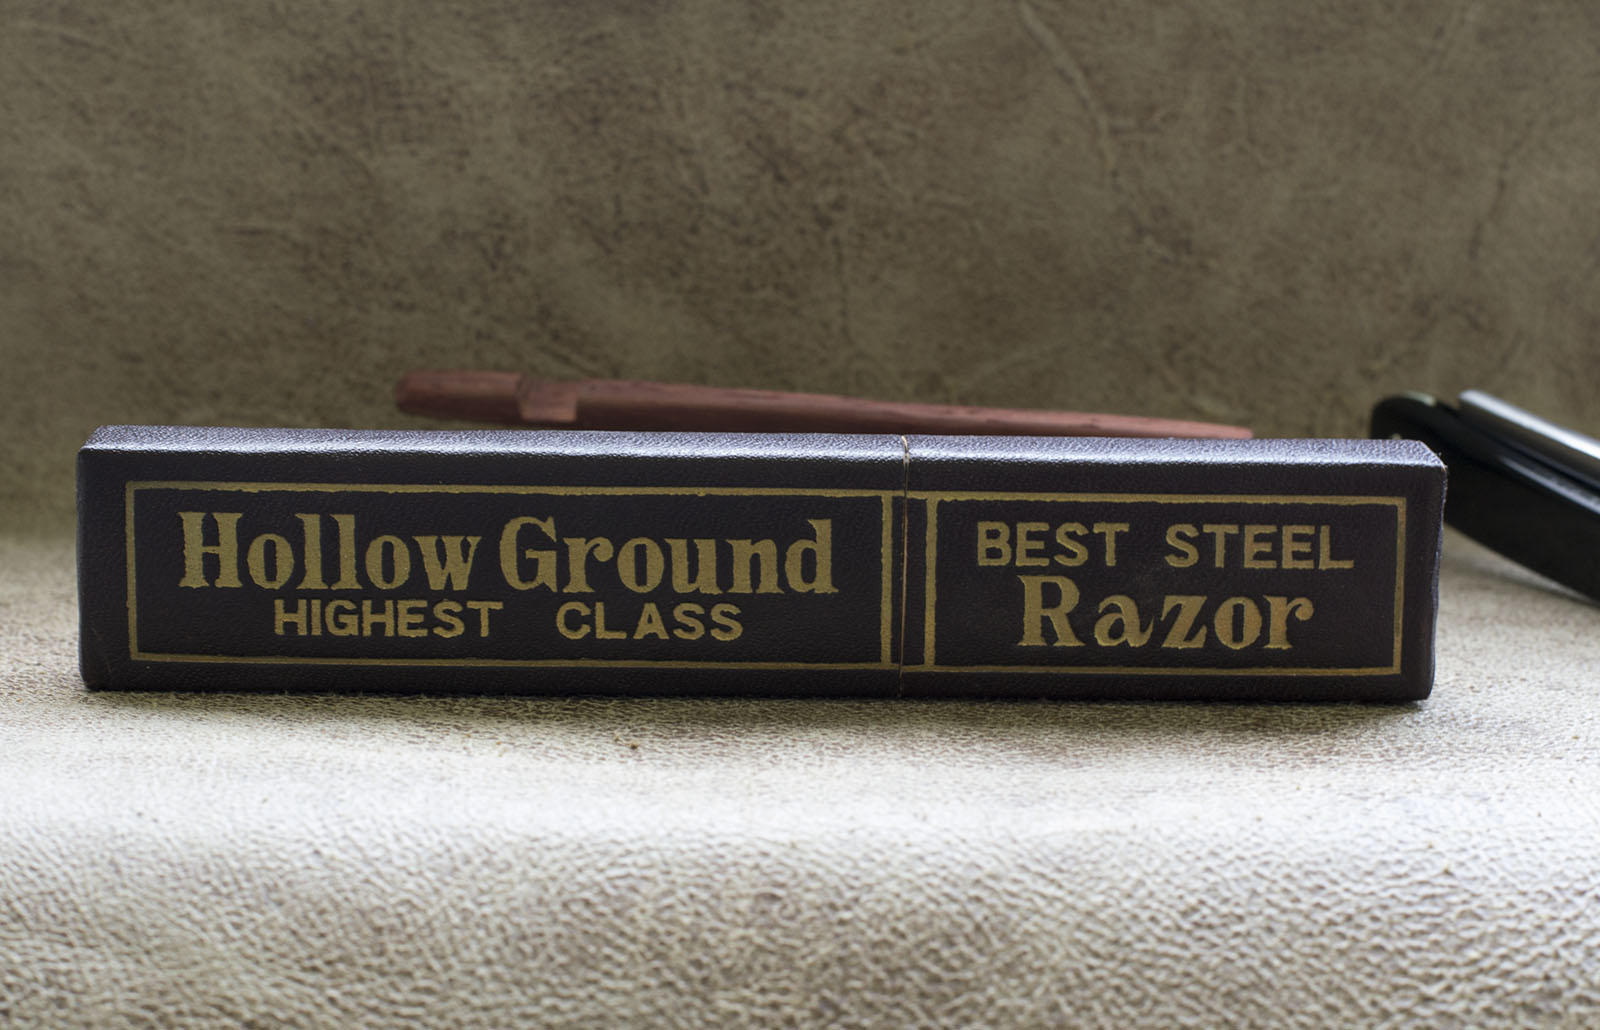 Hollow Ground
HIGHEST CLASS
BEST STEEL
Razor